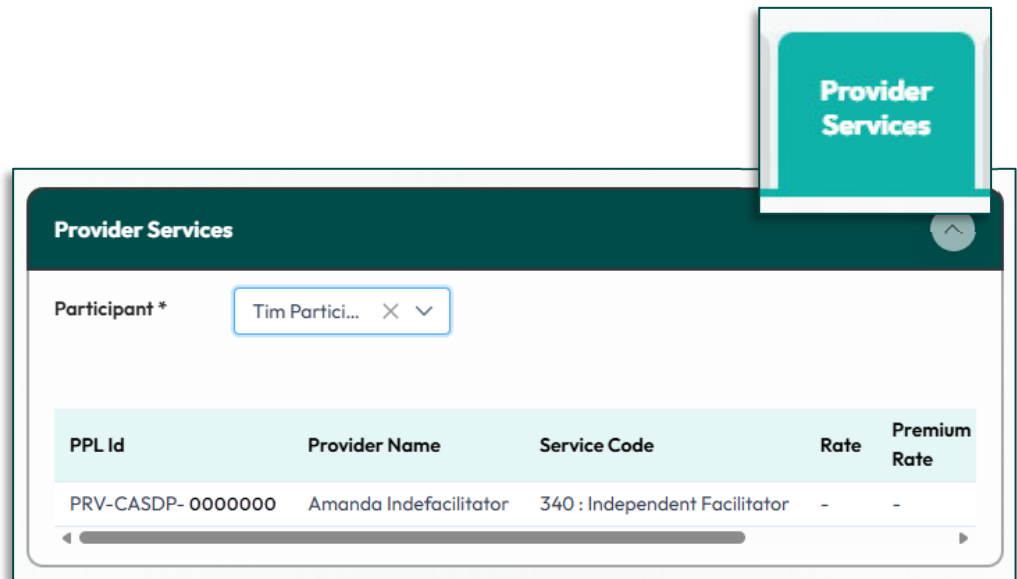 Provider
Services
Provider Services
Participant *
Tim Partici...
PPL Id Provider Name Service Code Rate Premium Rate
PRV-CASDP- 0000000 Amanda Indefacilitator 340 : Independent Facilitator - -